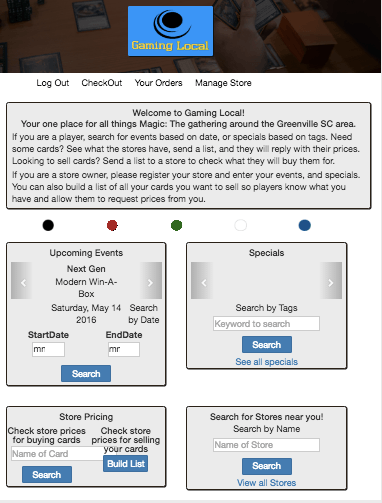 Gaming Local
Log Out CheckOut Your Orders Manage Store
Welcome to Gaming Local!
Your one place for all things Magic: The gathering around the Greenville SC area.
If you are a player, search for events based on date, or specials based on tags. Need
some cards? See what the stores have, send a list, and they will reply with their prices.
Looking to sell cards? Send a list to a store to check what they will buy them for.
If you are a store owner, please register your store and enter your events, and specials.
You can also build a list of all your cards you want to sell so players know what you
have and allow them to request prices from you.
Upcoming Events
Next Gen
Modern Win-A-
Box
Saturday, May 14
2016
Search
by Date
StartDate EndDate
mr mr
Search
Specials
Search by Tags
Keyword to search
Search
See all specials
Store Pricing
Check store prices
for buying cards
Name of Card
Search
Check store
prices for selling
your cards
Build List
Search for Stores near you!
Search by Name
Name of Store
Search
View all Stores